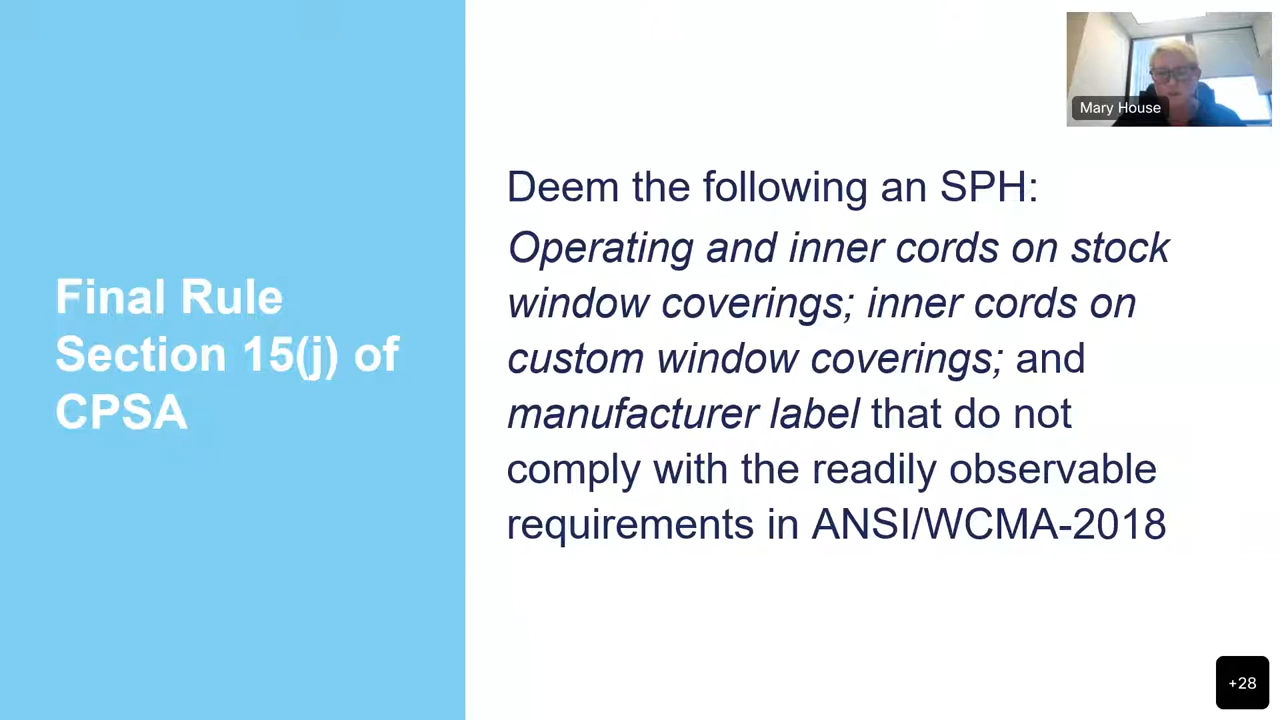 Final Rule
Section 15(j) of
CPSA
Deem the following an SPH:
Operating and inner cords on stock
window coverings; inner cords on
custom window coverings; and
manufacturer label that do not
comply with the readily observable
requirements in ANSI/WCMA-2018
Mary House
+28